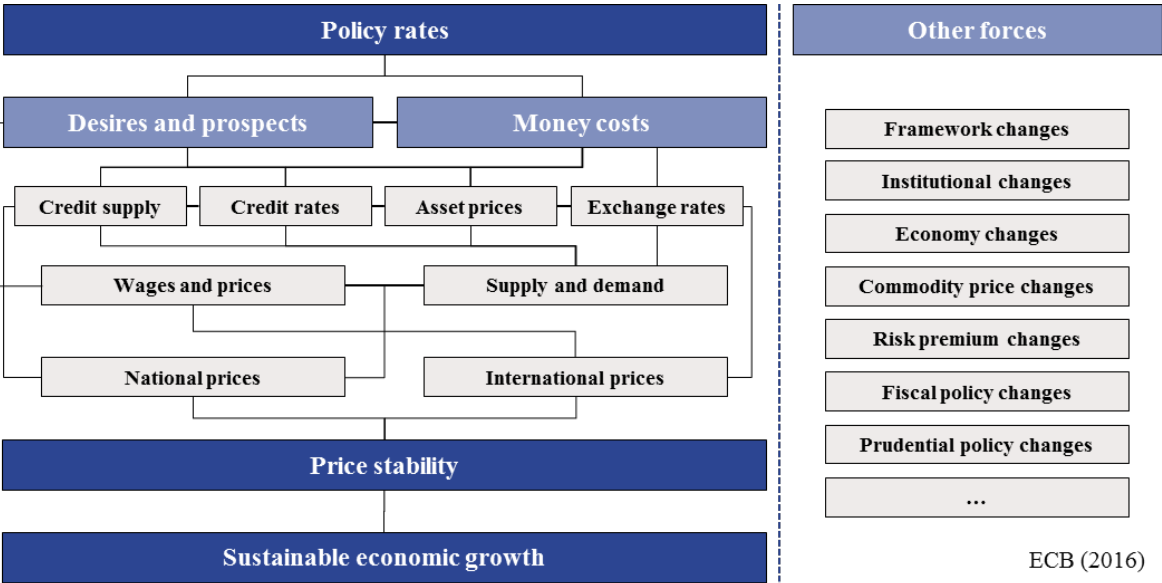 Policy rates
Other forces
Desires and prospects
Money costs
Credit supply
Credit rates
Asset prices
Exchange rates
Wages and prices
Supply and demand
National prices
International prices
Price stability
Sustainable economic growth
Framework changes
Institutional changes
Economy changes
Commodity price changes
Risk premium changes
Fiscal policy changes
Prudential policy changes
...
ECB (2016)